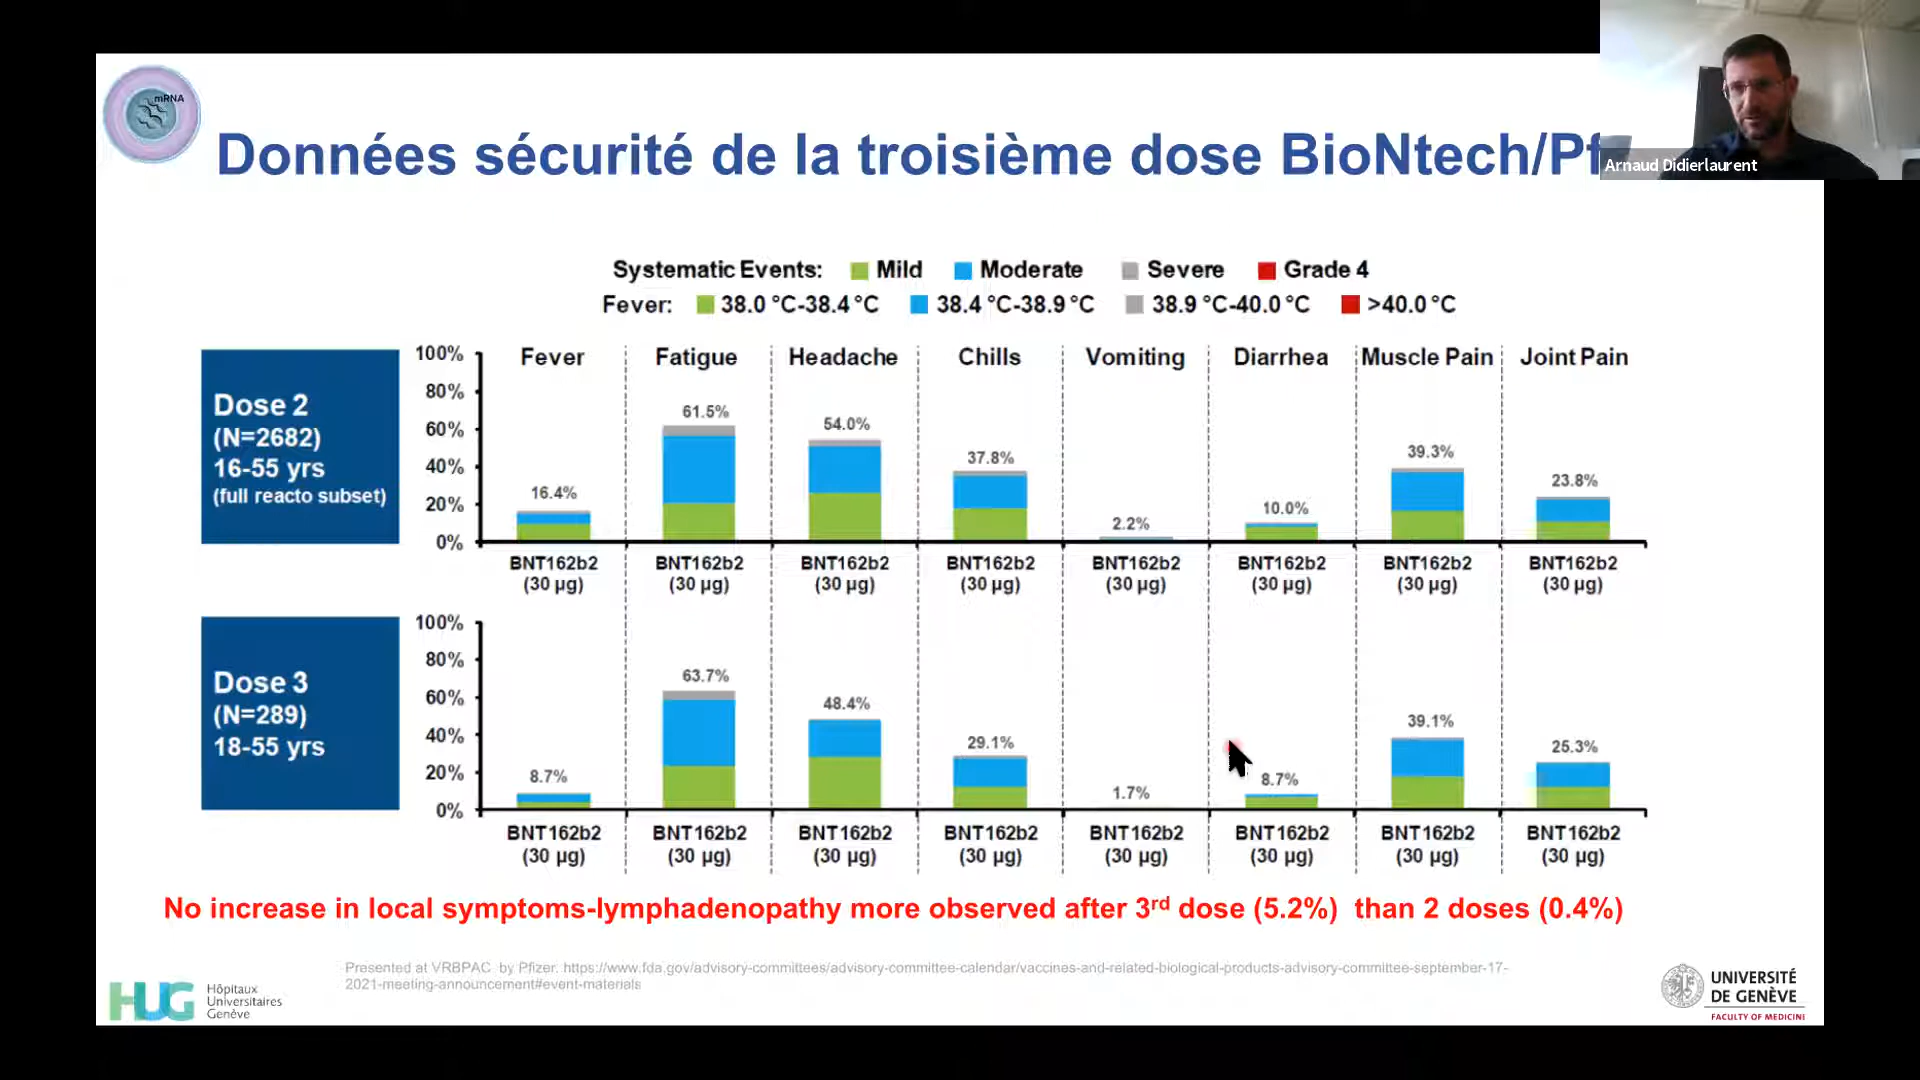 mRNA
Données sécurité de la troisième dose BioNtech/Pf
Arnaud Didierlaurent
Systematic Events: Mild Moderate Severe Grade 4
Fever: 38.0 °C-38.4 °C 38.4 °C-38.9 °C 38.9 °C-40.0 °C >40.0 °C
Dose 2
(N=2682)
16-55 yrs
(full reacto subset)
100%
80%
60%
40%
20%
0%
Fever Fatigue Headache Chills Vomiting Diarrhea Muscle Pain Joint Pain
16.4% 61.5% 54.0% 37.8% 2.2% 10.0% 39.3% 23.8%
BNT162b2 BNT162b2 BNT162b2 BNT162b2 BNT162b2 BNT162b2 BNT162b2 BNT162b2
(30 µg) (30 µg) (30 µg) (30 µg) (30 µg) (30 µg) (30 µg) (30 µg)
Dose 3
(N=289)
18-55 yrs
100%
80%
60%
40%
20%
0%
8.7% 63.7% 48.4% 29.1% 1.7% 8.7% 39.1% 25.3%
BNT162b2 BNT162b2 BNT162b2 BNT162b2 BNT162b2 BNT162b2 BNT162b2 BNT162b2
(30 µg) (30 µg) (30 µg) (30 µg) (30 µg) (30 µg) (30 µg) (30 µg)
No increase in local symptoms-lymphadenopathy more observed after 3rd dose (5.2%) than 2 doses (0.4%)
Presented at VRBPAC by Pfizer. https://www.fda.gov/advisory-committees/advisory-committee-calendar/vaccines-and-related-biological-products-advisory-committee-september-17-
2021-meeting-announcement#event-materials
HUG
Hôpitaux
Universitaires
Genève
UNIVERSITÉ
DE GENÈVE
FACULTY OF MEDICINI